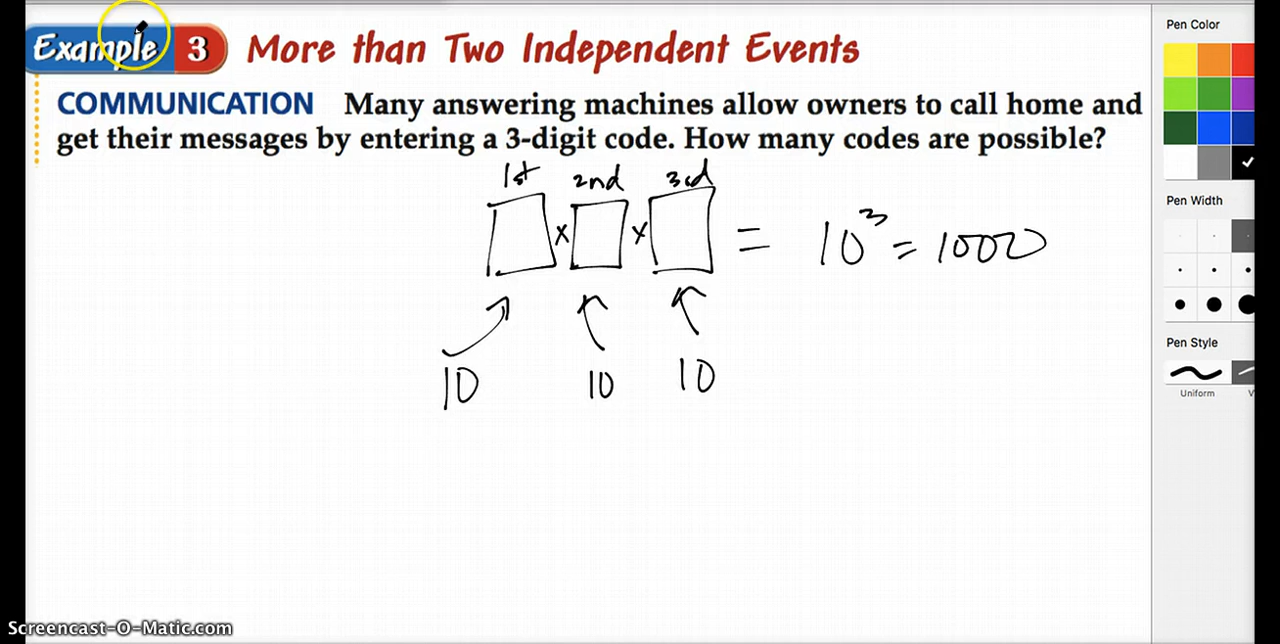 Example 3 More than Two Independent Events
COMMUNICATION Many answering machines allow owners to call home and
get their messages by entering a 3-digit code. How many codes are possible?
1st 2nd 3rd
x x = 10³ = 1000
10 10 10
Pen Color
Pen Width
Pen Style
Uniform V
Screencast-O-Matic.com